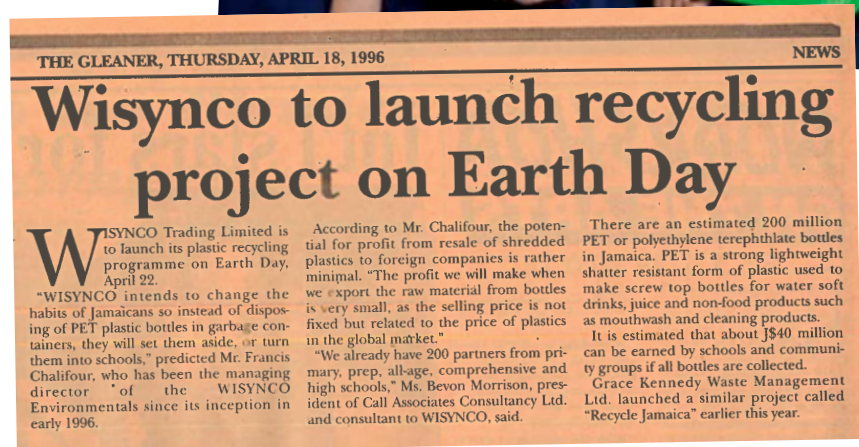 THE GLEANER, THURSDAY, APRIL 18, 1996
NEWS
Wisynco to launch recycling
project on Earth Day
WISYNCO Trading Limited is
to launch its plastic recycling
programme on Earth Day,
April 22.
"WISYNCO intends to change the
habits of Jamaicans so instead of dispos-
ing of PET plastic bottles in garbage con-
tainers, they will set them aside, or turn
them into schools," predicted Mr. Francis
Chalifour, who has been the managing
director of the WISYNCO
Environmentals since its inception in
early 1996.
According to Mr. Chalifour, the poten-
tial for profit from resale of shredded
plastics to foreign companies is rather
minimal. "The profit we will make when
we export the raw material from bottles
is very small, as the selling price is not
fixed but related to the price of plastics
in the global market."
"We already have 200 partners from pri-
mary, prep, all-age, comprehensive and
high schools," Ms. Bevon Morrison, pres-
ident of Call Associates Consultancy Ltd.
and consultant to WISYNCO, said.
There are an estimated 200 million
PET or polyethylene terephthlate bottles
in Jamaica. PET is a strong lightweight
shatter resistant form of plastic used to
make screw top bottles for water soft
drinks, juice and non-food products such
as mouthwash and cleaning products.
It is estimated that about J$40 million
can be earned by schools and communi-
ty groups if all bottles are collected.
Grace Kennedy Waste Management
Ltd. launched a similar project called
"Recycle Jamaica" earlier this year.